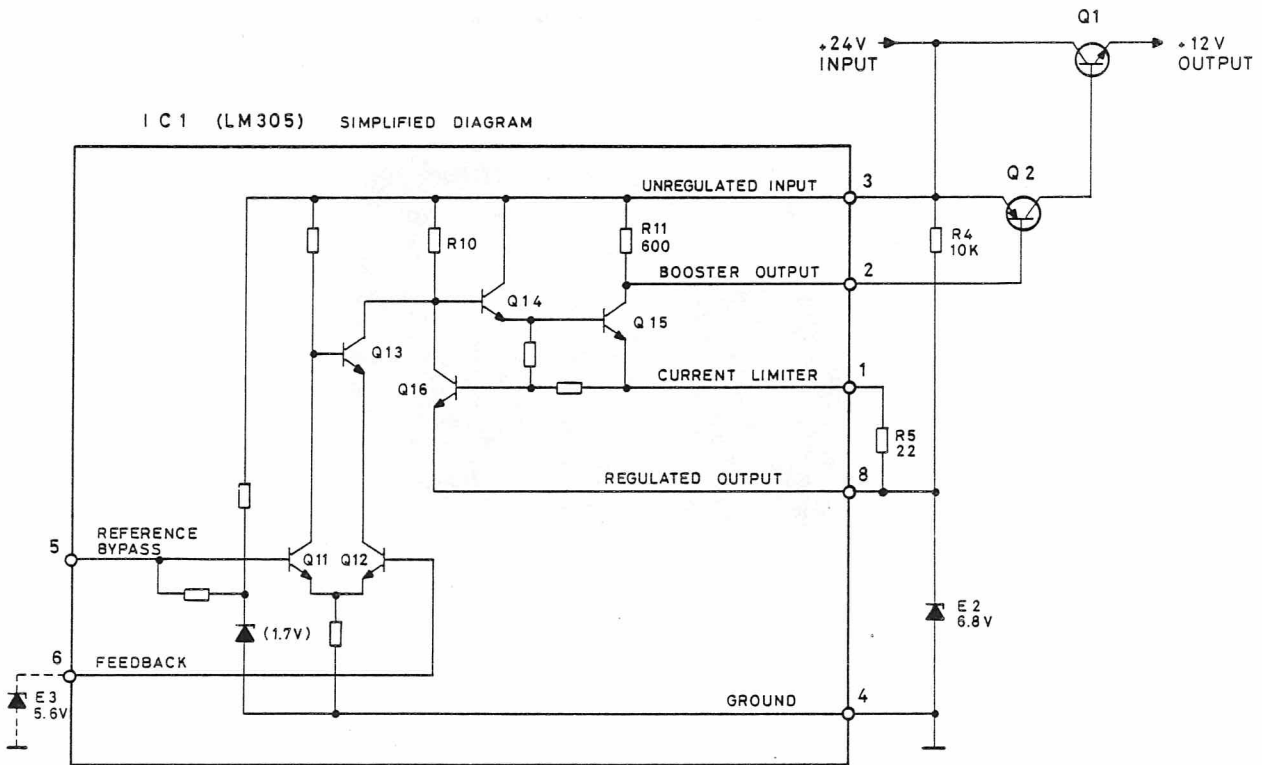 Q1
+24V
INPUT
+12V
OUTPUT
IC1 (LM305) SIMPLIFIED DIAGRAM
UNREGULATED INPUT
3
Q2
R10
R11
600
R4
10K
BOOSTER OUTPUT
2
Q14
Q15
Q13
Q16
CURRENT LIMITER
1
R5
22
REGULATED OUTPUT
8
5
REFERENCE
BYPASS
Q11
Q12
(1.7V)
E2
6.8V
6
FEEDBACK
E3
5.6V
GROUND
4